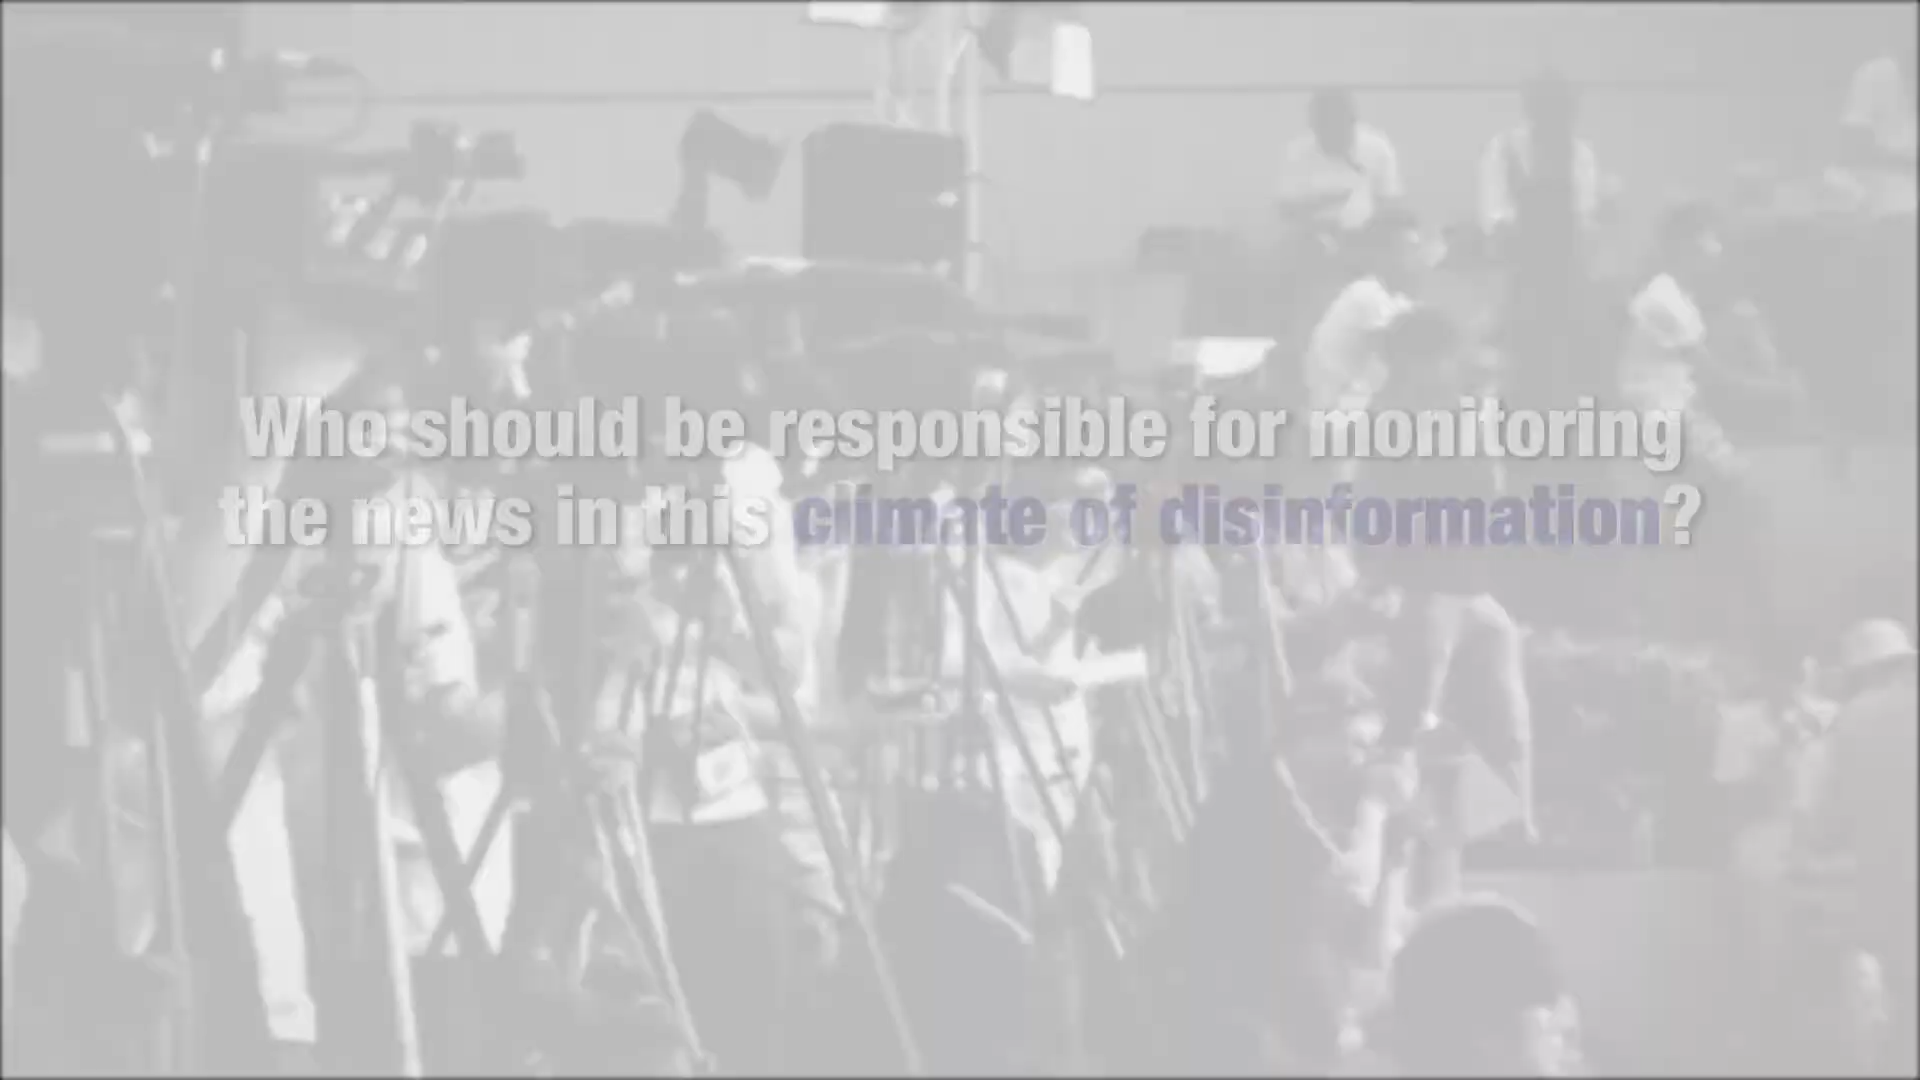 Who should be responsible for monitoring
the news in this climate of disinformation?